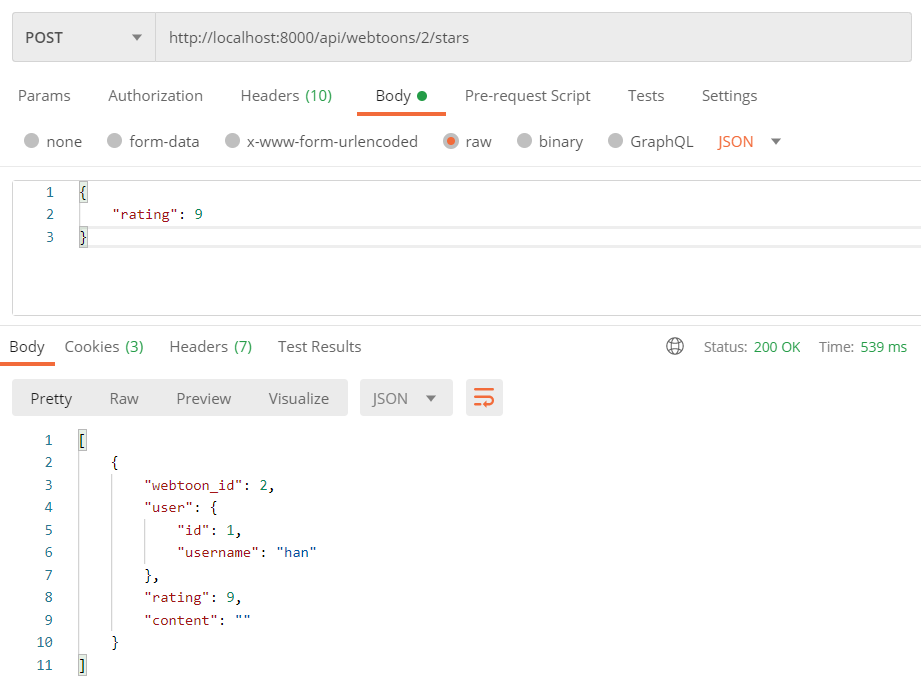 POST http://localhost:8000/api/webtoons/2/stars
Params Authorization Headers (10) Body Pre-request Script Tests Settings
none form-data x-www-form-urlencoded raw binary GraphQL JSON
1 {
2 "rating": 9
3 }
Body Cookies (3) Headers (7) Test Results Status: 200 OK Time: 539 ms
Pretty Raw Preview Visualize JSON
1 [
2 {
3 "webtoon_id": 2,
4 "user": {
5 "id": 1,
6 "username": "han"
7 },
8 "rating": 9,
9 "content": ""
10 }
11 ]